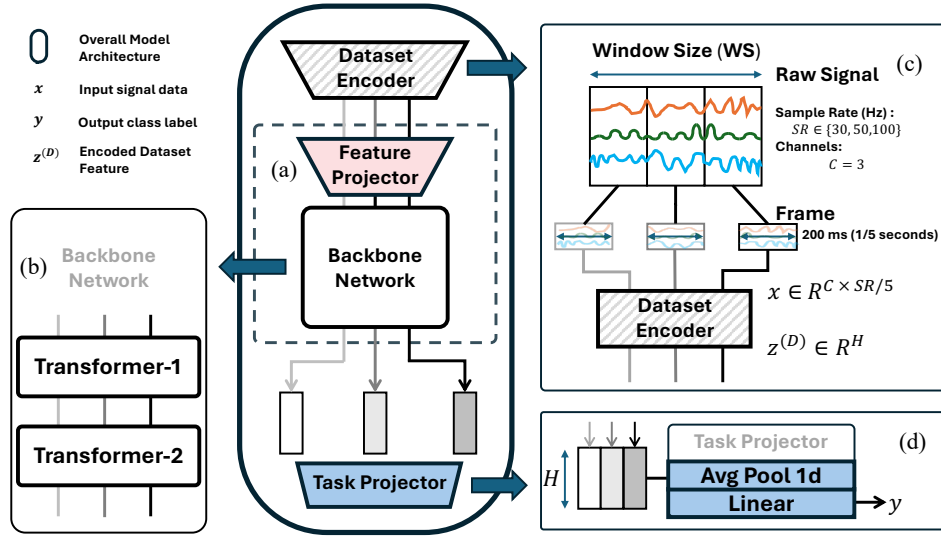 Overall Model
Architecture
x Input signal data
y Output class label
z^{(D)} Encoded Dataset
Feature
Dataset
Encoder
(a)
Feature
Projector
Backbone
Network
Task Projector
(b)
Backbone
Network
Transformer-1
Transformer-2
(c)
Window Size (WS)
Raw Signal
Sample Rate (Hz) :
SR ∈ {30, 50,100}
Channels:
C = 3
Frame
200 ms (1/5 seconds)
Dataset
Encoder
x ∈ R^{C × SR/5}
z^{(D)} ∈ R^H
(d)
H
Task Projector
Avg Pool 1d
Linear
y